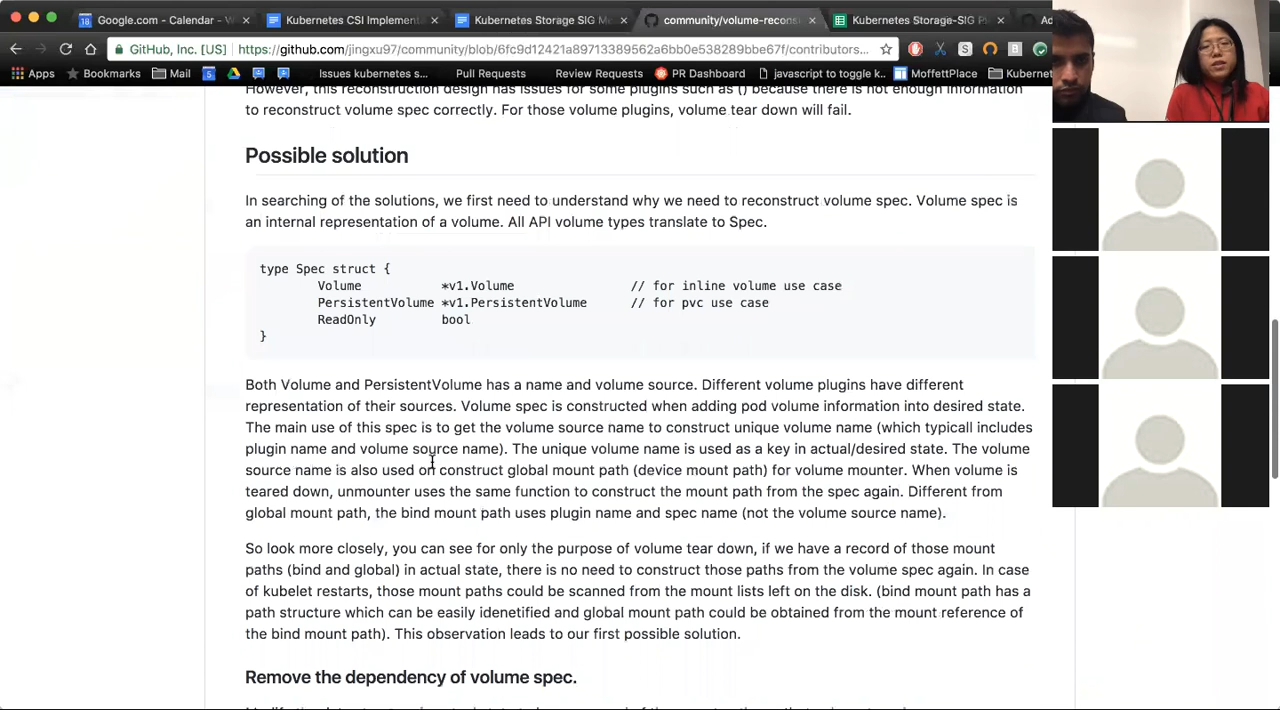 Google.com - Calendar - W
Kubernetes CSI Implementa
Kubernetes Storage SIG Me
community/volume-recons
Kubernetes Storage-SIG Pl
Ad
GitHub, Inc. [US]
https://github.com/jingxu97/community/blob/6fc9d12421a89713389562a6bb0e538289bbe67f/contributors...
Apps
Bookmarks
Mail
Issues kubernetes s...
Pull Requests
Review Requests
PR Dashboard
javascript to toggle k..
MoffettPlace
Kubernet
However, this reconstruction design has issues for some plugins such as () because there is not enough information
to reconstruct volume spec correctly. For those volume plugins, volume tear down will fail.
Possible solution
In searching of the solutions, we first need to understand why we need to reconstruct volume spec. Volume spec is
an internal representation of a volume. All API volume types translate to Spec.
type Spec struct {
Volume *v1.Volume // for inline volume use case
PersistentVolume *v1.PersistentVolume // for pvc use case
ReadOnly bool
}
Both Volume and PersistentVolume has a name and volume source. Different volume plugins have different
representation of their sources. Volume spec is constructed when adding pod volume information into desired state.
The main use of this spec is to get the volume source name to construct unique volume name (which typicall includes
plugin name and volume source name). The unique volume name is used as a key in actual/desired state. The volume
source name is also used on construct global mount path (device mount path) for volume mounter. When volume is
teared down, unmounter uses the same function to construct the mount path from the spec again. Different from
global mount path, the bind mount path uses plugin name and spec name (not the volume source name).
So look more closely, you can see for only the purpose of volume tear down, if we have a record of those mount
paths (bind and global) in actual state, there is no need to construct those paths from the volume spec again. In case
of kubelet restarts, those mount paths could be scanned from the mount lists left on the disk. (bind mount path has a
path structure which can be easily idenetified and global mount path could be obtained from the mount reference of
the bind mount path). This observation leads to our first possible solution.
Remove the dependency of volume spec.